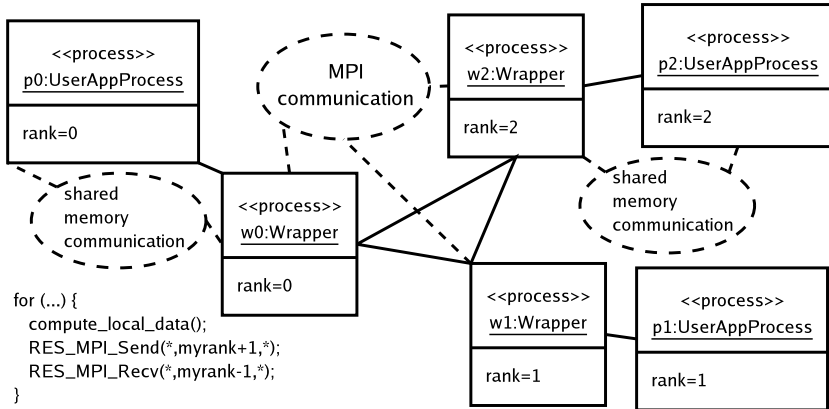 <<process>>
p0:UserAppProcess
rank=0
MPI
communication
<<process>>
w2:Wrapper
rank=2
<<process>>
p2:UserAppProcess
rank=2
shared
memory
communication
<<process>>
w0:Wrapper
rank=0
shared
memory
communication
<<process>>
w1:Wrapper
rank=1
<<process>>
p1:UserAppProcess
rank=1
for (...) {
compute_local_data();
RES_MPI_Send(*,myrank+1,*);
RES_MPI_Recv(*,myrank-1,*);
}